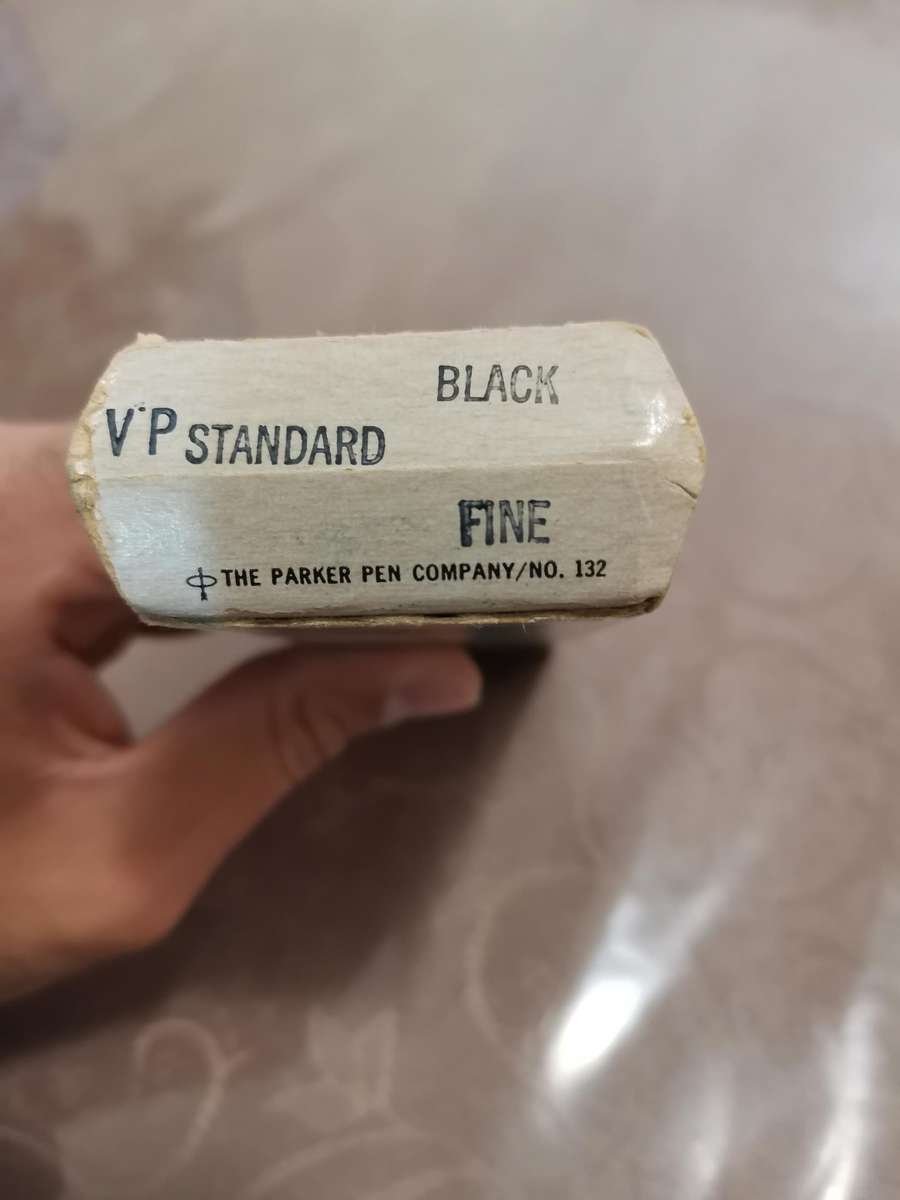 BLACK
V.P STANDARD
FINE
THE PARKER PEN COMPANY/NO. 132